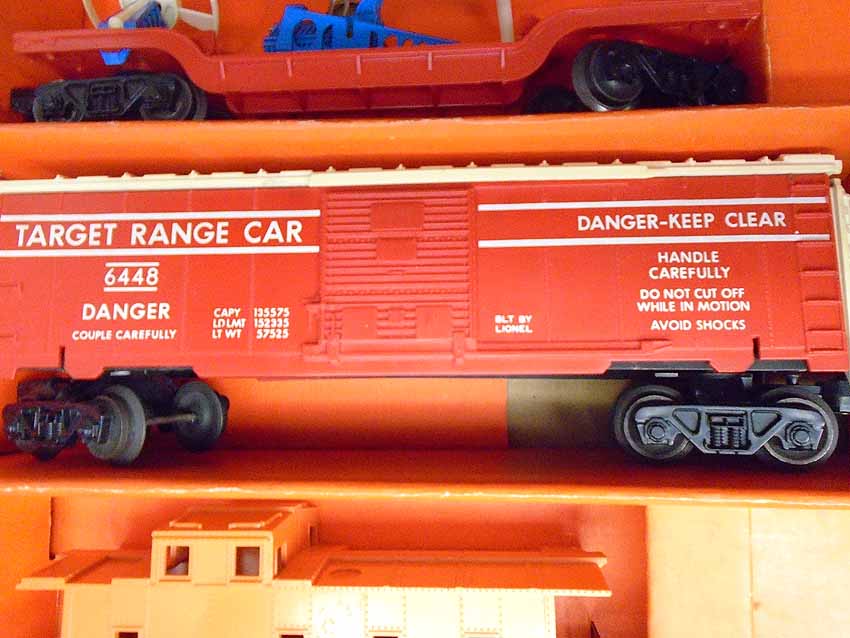 TARGET RANGE CAR
6448
DANGER
COUPLE CAREFULLY
CAPY 135575
LD LMT 152335
LT WT 57525
BLT BY
LIONEL
DANGER-KEEP CLEAR
HANDLE
CAREFULLY
DO NOT CUT OFF
WHILE IN MOTION
AVOID SHOCKS